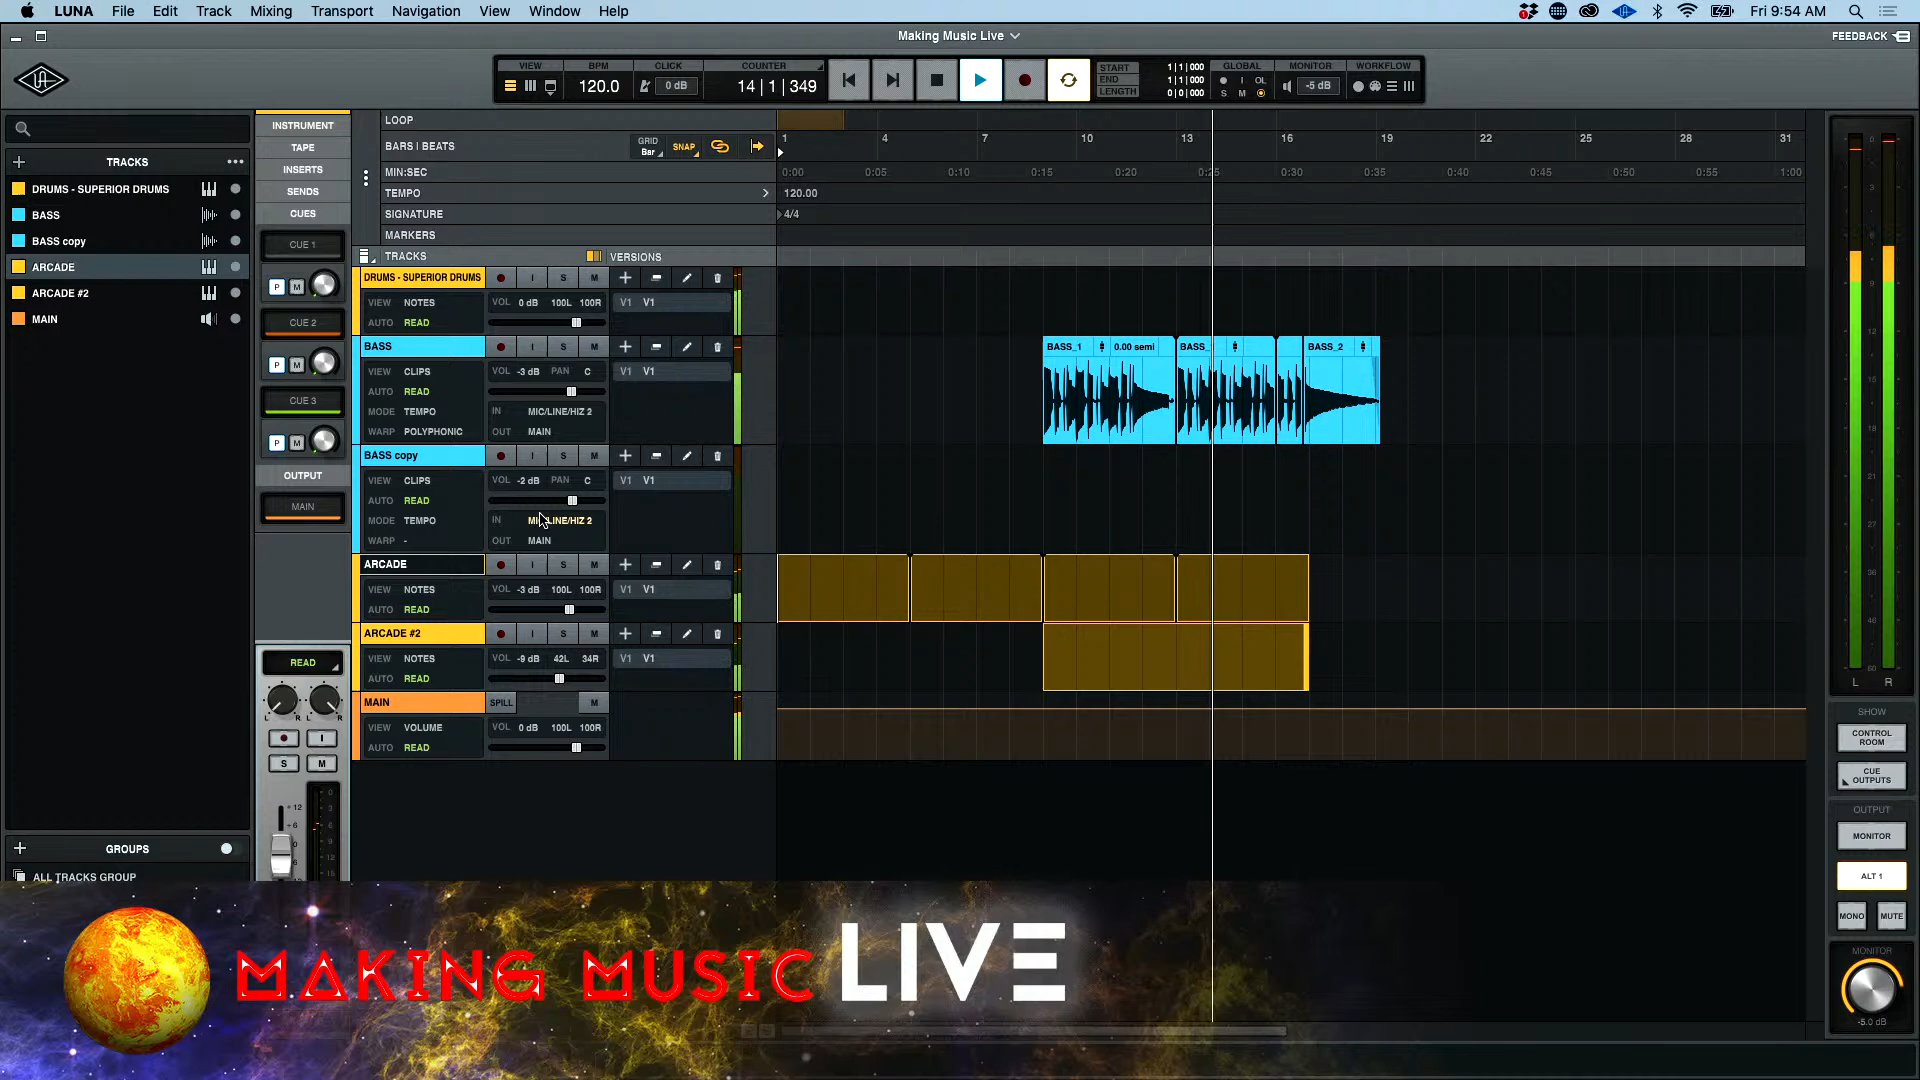 LUNA File Edit Track Mixing Transport Navigation View Window Help Fri 9:54 AM
Making Music Live
FEEDBACK
VIEW BPM CLICK COUNTER
120.0 0 dB 14 | 1 | 349
START 1|1|000
END 1|1|000
LENGTH 0|0|000
GLOBAL MONITOR WORKFLOW
I OL
S M
-5 dB
TRACKS
DRUMS - SUPERIOR DRUMS
BASS
BASS copy
ARCADE
ARCADE #2
MAIN
GROUPS
ALL TRACKS GROUP
INSTRUMENT
TAPE
INSERTS
SENDS
CUES
CUE 1
P M
CUE 2
P M
CUE 3
P M
OUTPUT
MAIN
READ
L R L R
I
S M
LOOP
BARS | BEATS
GRID Bar SNAP
1 4 7 10 13 16 19 22 25 28 31
MIN:SEC
0:00 0:05 0:10 0:15 0:20 0:25 0:30 0:35 0:40 0:45 0:50 0:55 1:00
TEMPO 120.00
SIGNATURE 4/4
MARKERS
TRACKS VERSIONS
DRUMS - SUPERIOR DRUMS I S M
VIEW NOTES VOL 0 dB 100L 100R V1 V1
AUTO READ
BASS I S M
VIEW CLIPS VOL -3 dB PAN C V1 V1
AUTO READ
MODE TEMPO IN MIC/LINE/HIZ 2
WARP POLYPHONIC OUT MAIN
BASS_1 0.00 semi BASS_ BASS_2
BASS copy I S M
VIEW CLIPS VOL -2 dB PAN C V1 V1
AUTO READ
MODE TEMPO IN MIC/LINE/HIZ 2
WARP - OUT MAIN
ARCADE I S M
VIEW NOTES VOL -3 dB 100L 100R V1 V1
AUTO READ
ARCADE #2 I S M
VIEW NOTES VOL -9 dB 42L 34R V1 V1
AUTO READ
MAIN SPILL M
VIEW VOLUME VOL 0 dB 100L 100R
AUTO READ
L R
SHOW
CONTROL ROOM
CUE OUTPUTS
OUTPUT
MONITOR
ALT 1
MONO MUTE
MONITOR
-5.0 dB
MAKING MUSIC LIVE